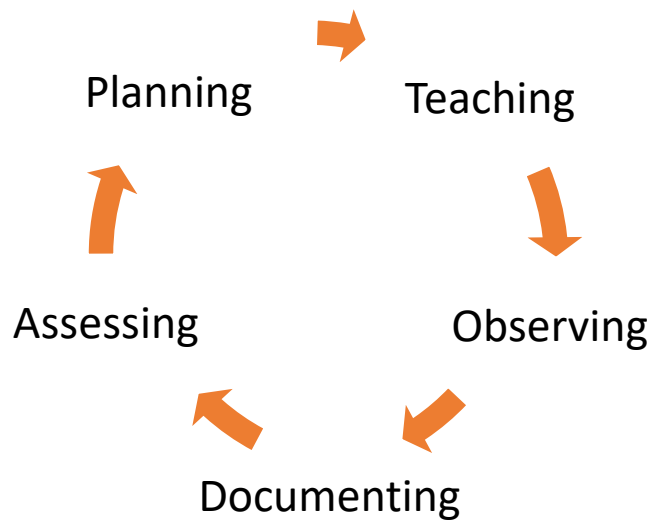 Planning
Teaching
Assessing
Observing
Documenting